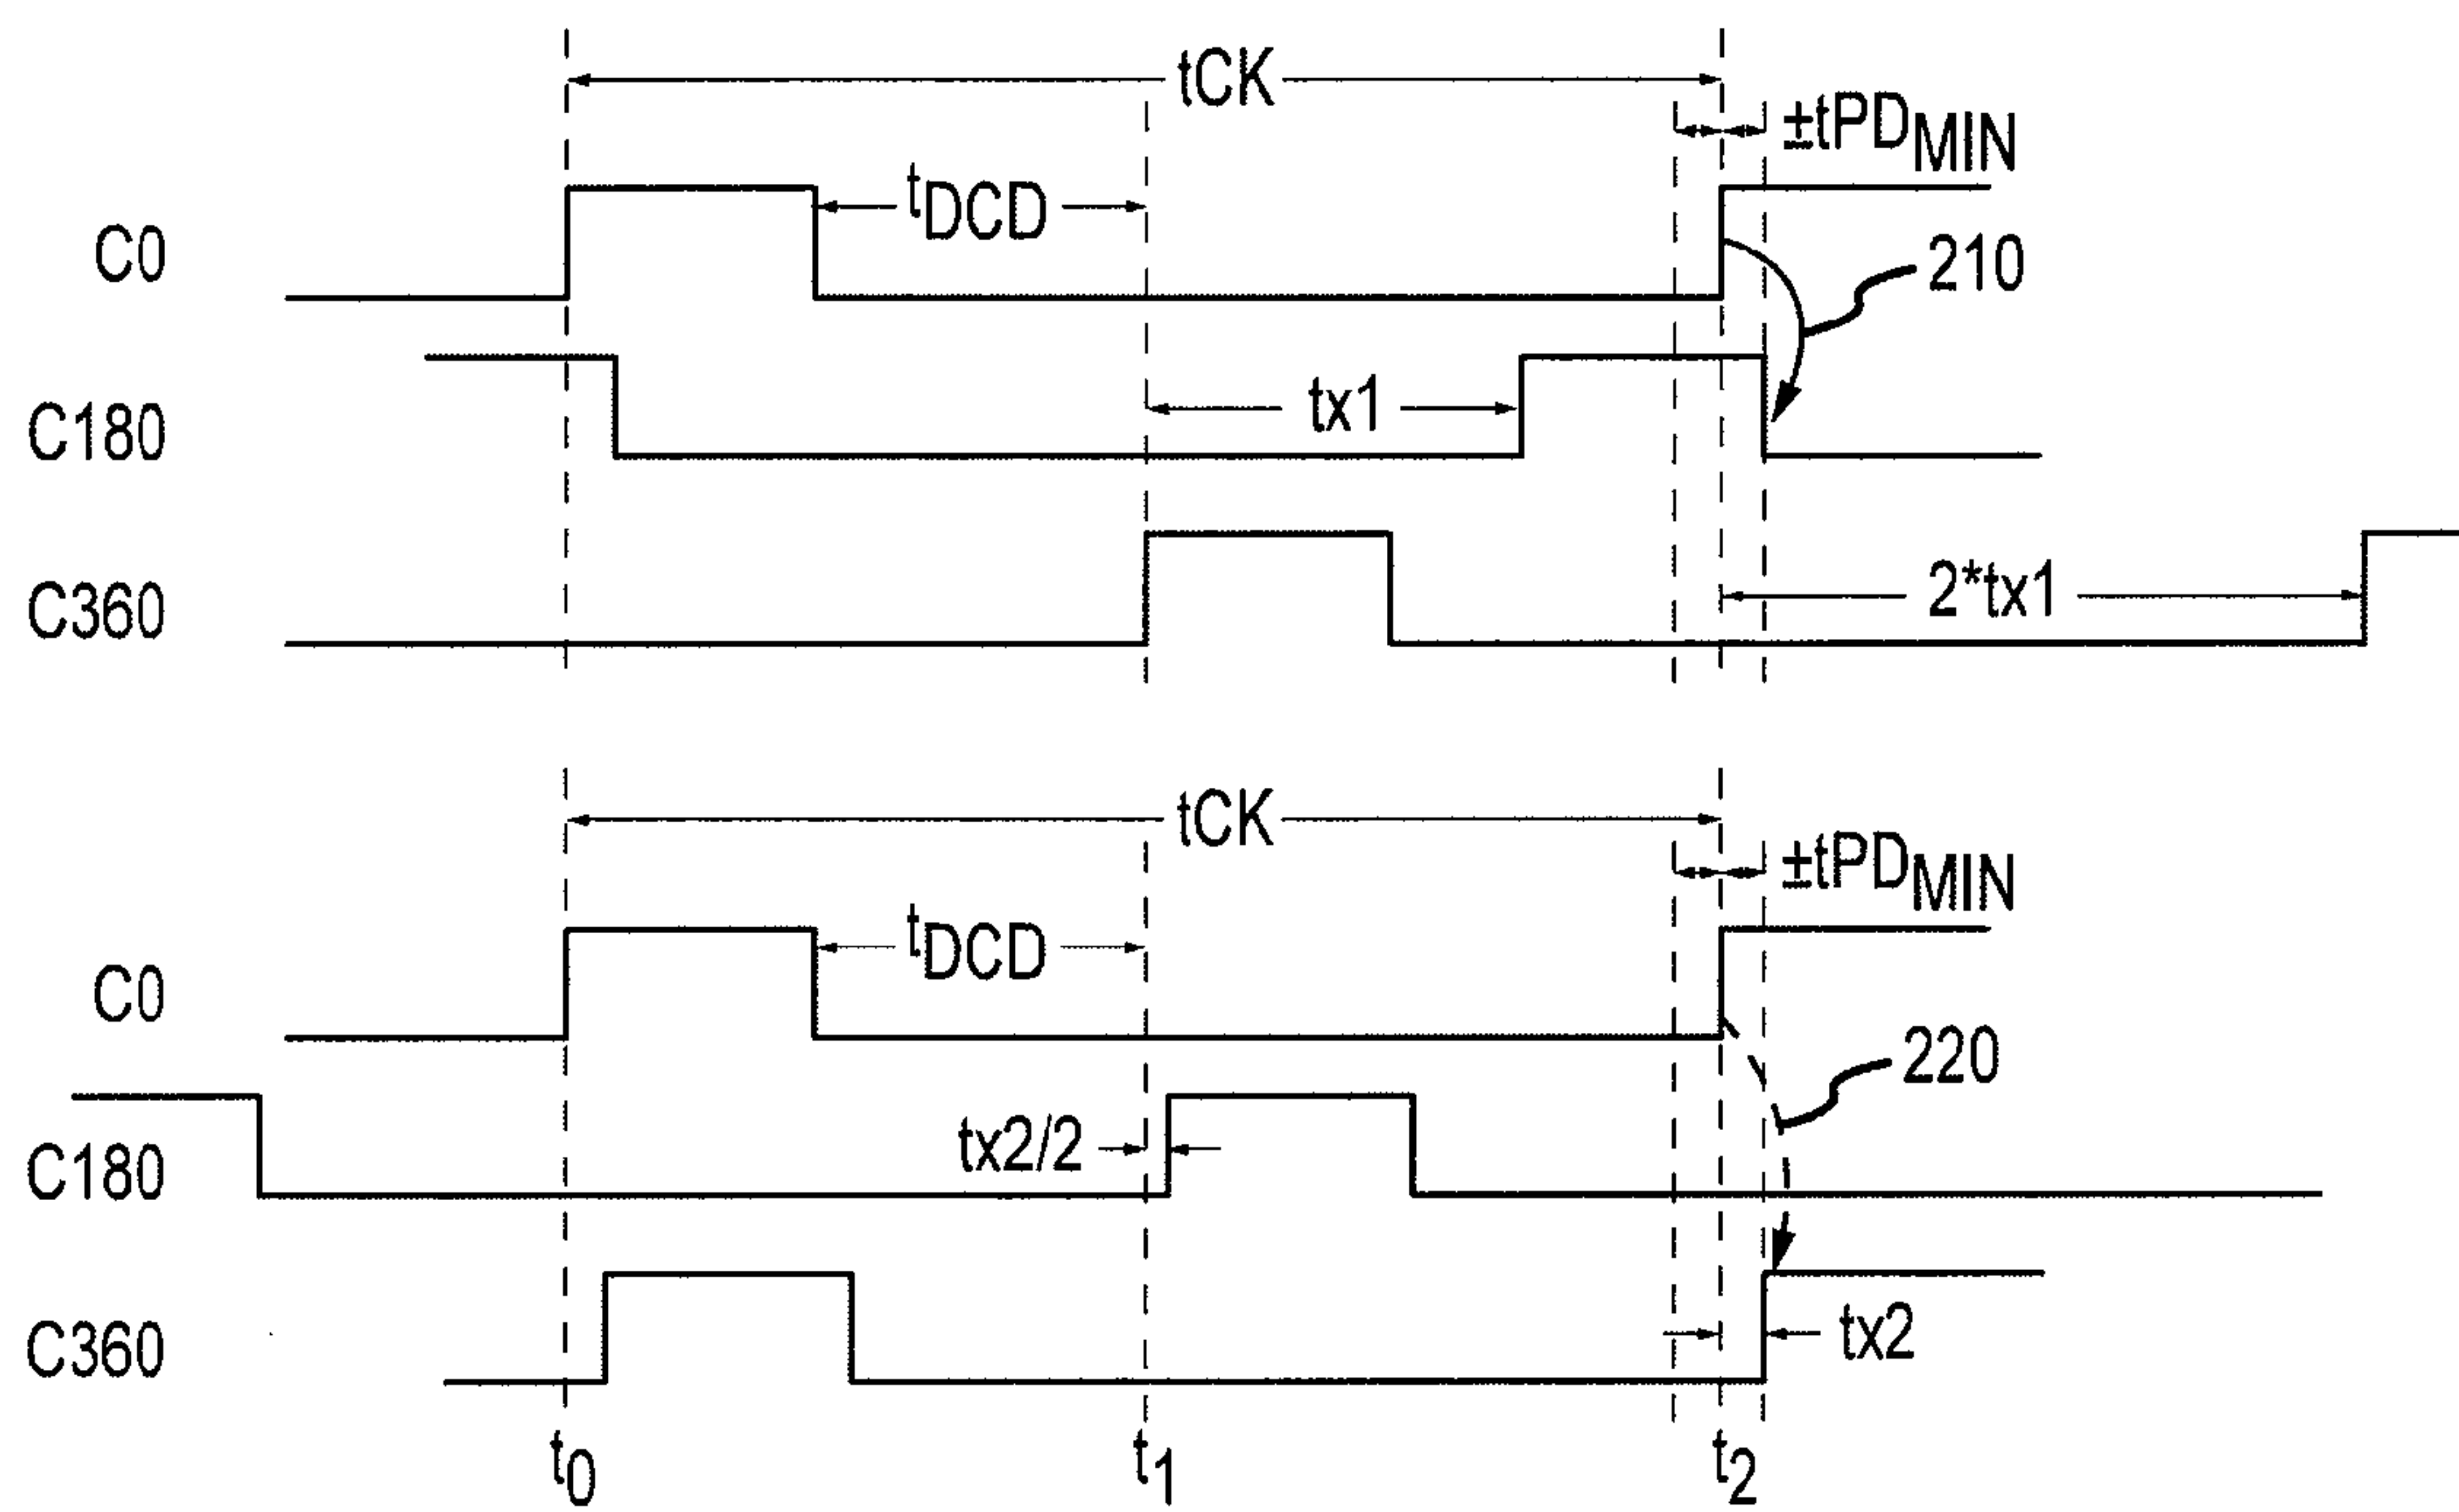 tCK
±tPDMIN
tDCD
C0
210
C180
tx1
C360
2*tx1
tCK
±tPDMIN
tDCD
C0
220
C180
tx2/2
C360
tx2
t0
t1
t2